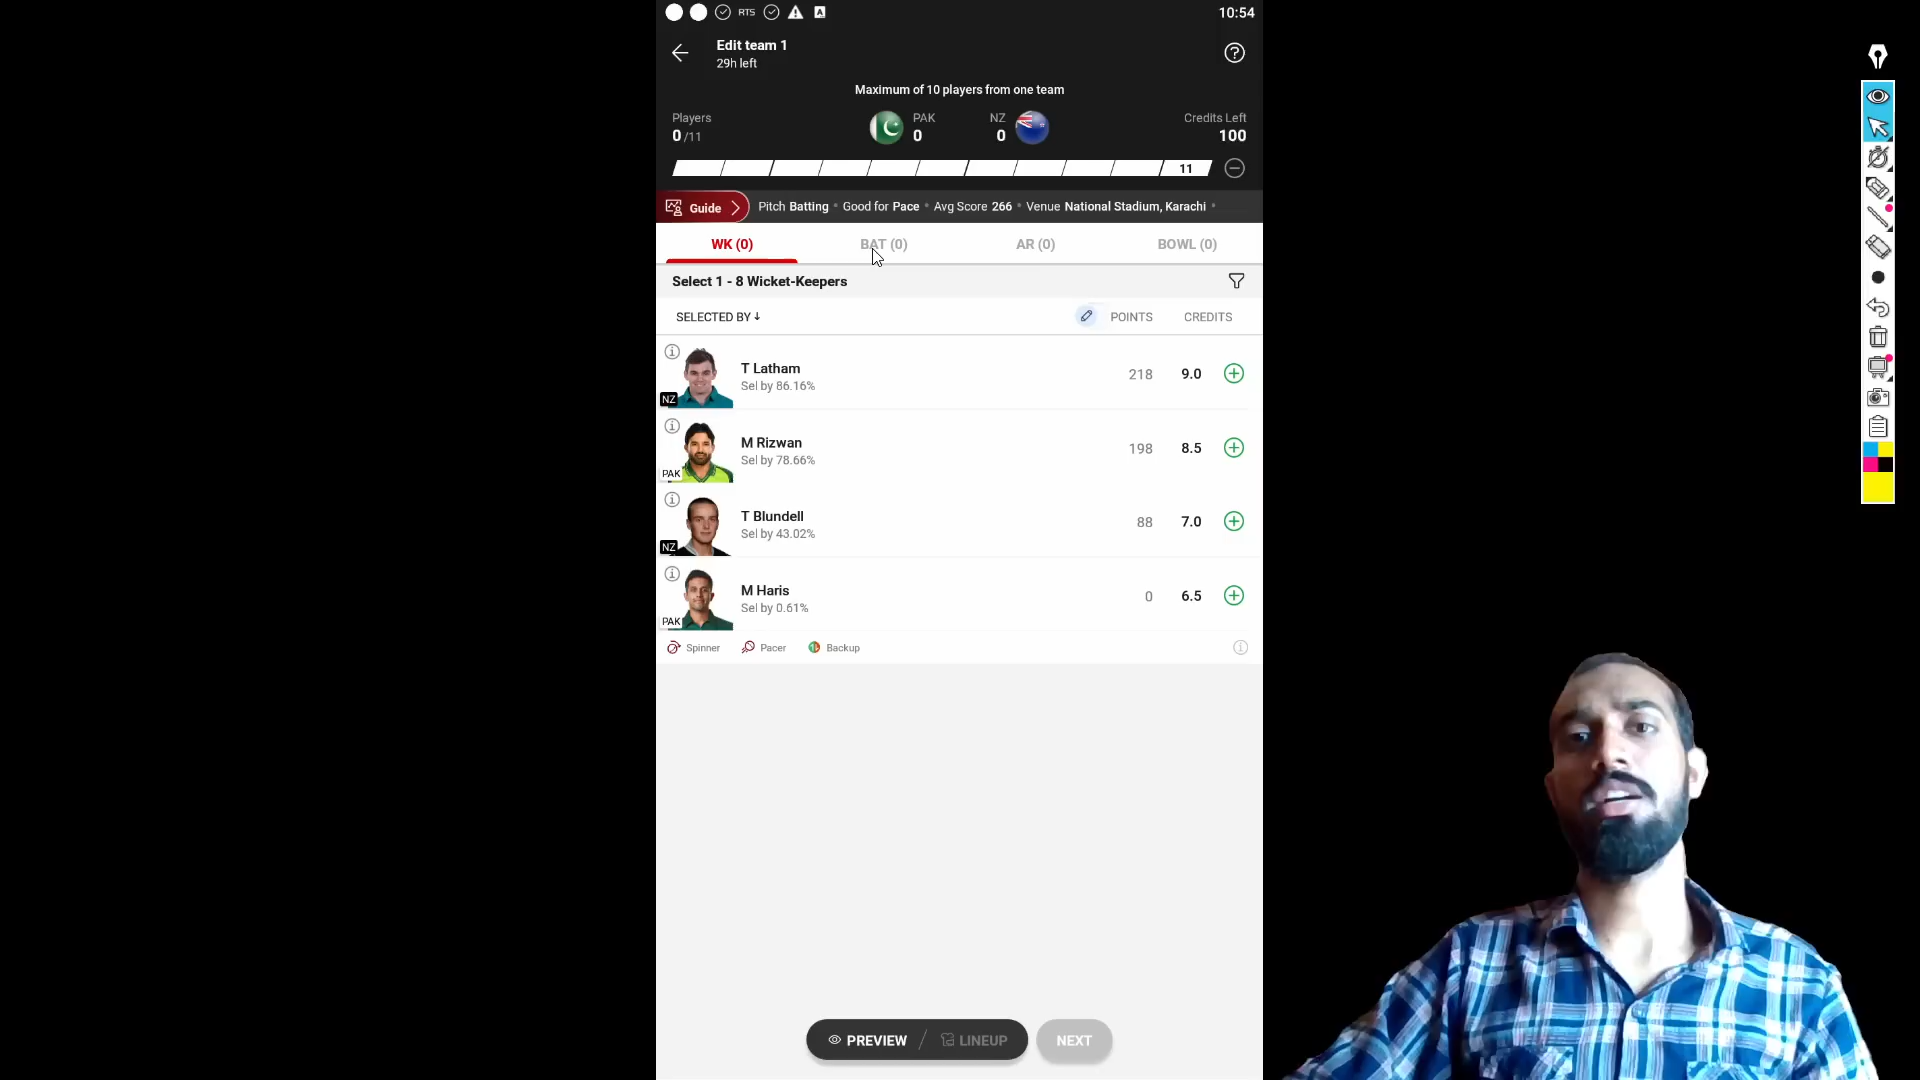 RTS 10:54
Edit team 1
29h left
Maximum of 10 players from one team
Players PAK NZ Credits Left
0 /11 0 0 100
11
Guide Pitch Batting • Good for Pace • Avg Score 266 • Venue National Stadium, Karachi •
WK (0) BAT (0) AR (0) BOWL (0)
Select 1 - 8 Wicket-Keepers
SELECTED BY ↓ POINTS CREDITS
T Latham
Sel by 86.16%
218 9.0
NZ
M Rizwan
Sel by 78.66%
198 8.5
PAK
T Blundell
Sel by 43.02%
88 7.0
NZ
M Haris
Sel by 0.61%
0 6.5
PAK
Spinner Pacer Backup
PREVIEW LINEUP NEXT